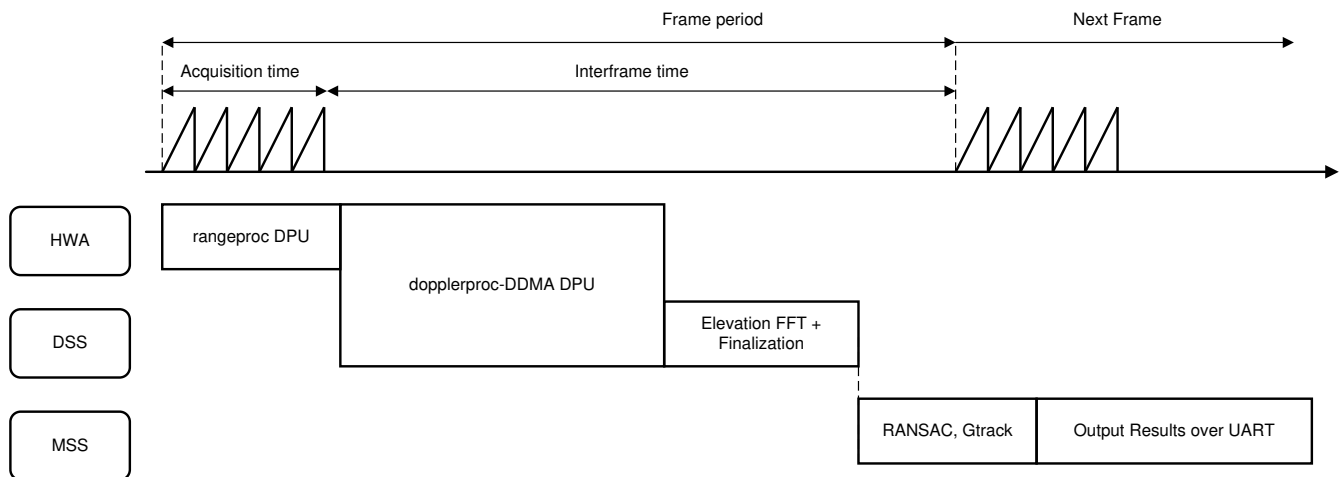 Frame period
Next Frame
Acquisition time
Interframe time
HWA
rangeproc DPU
dopplerproc-DDMA DPU
DSS
Elevation FFT +
Finalization
MSS
RANSAC, Gtrack
Output Results over UART